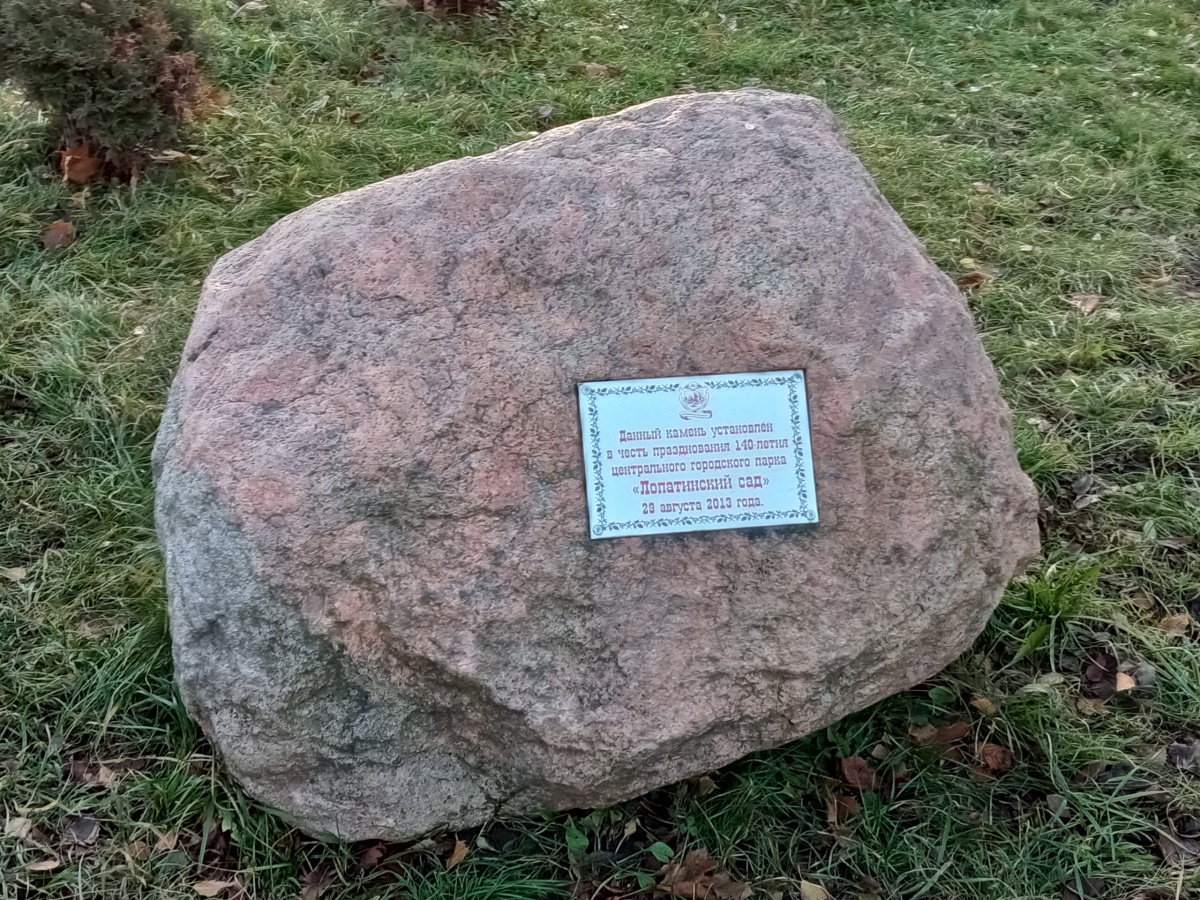 Данный камень установлен
в честь празднования 140-летия
центрального городского парка
«Лопатинский сад»
29 августа 2013 года.